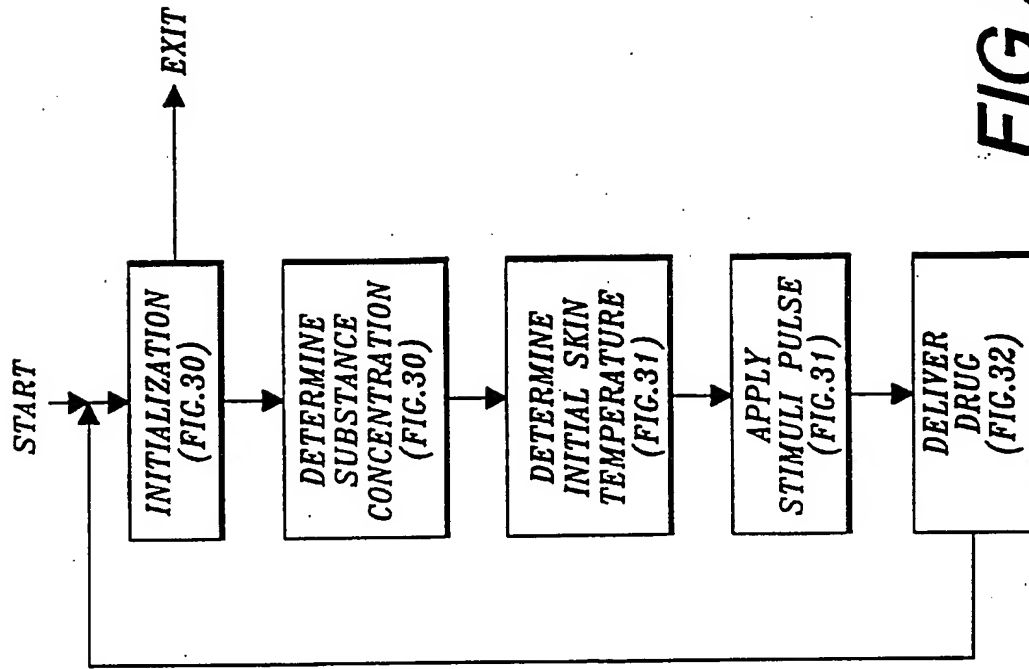 START
INITIALIZATION
(FIG.30)
EXIT
DETERMINE
SUBSTANCE
CONCENTRATION
(FIG.30)
DETERMINE
INITIAL SKIN
TEMPERATURE
(FIG.31)
APPLY
STIMULI PULSE
(FIG.31)
DELIVER
DRUG
(FIG.32)
FIG.